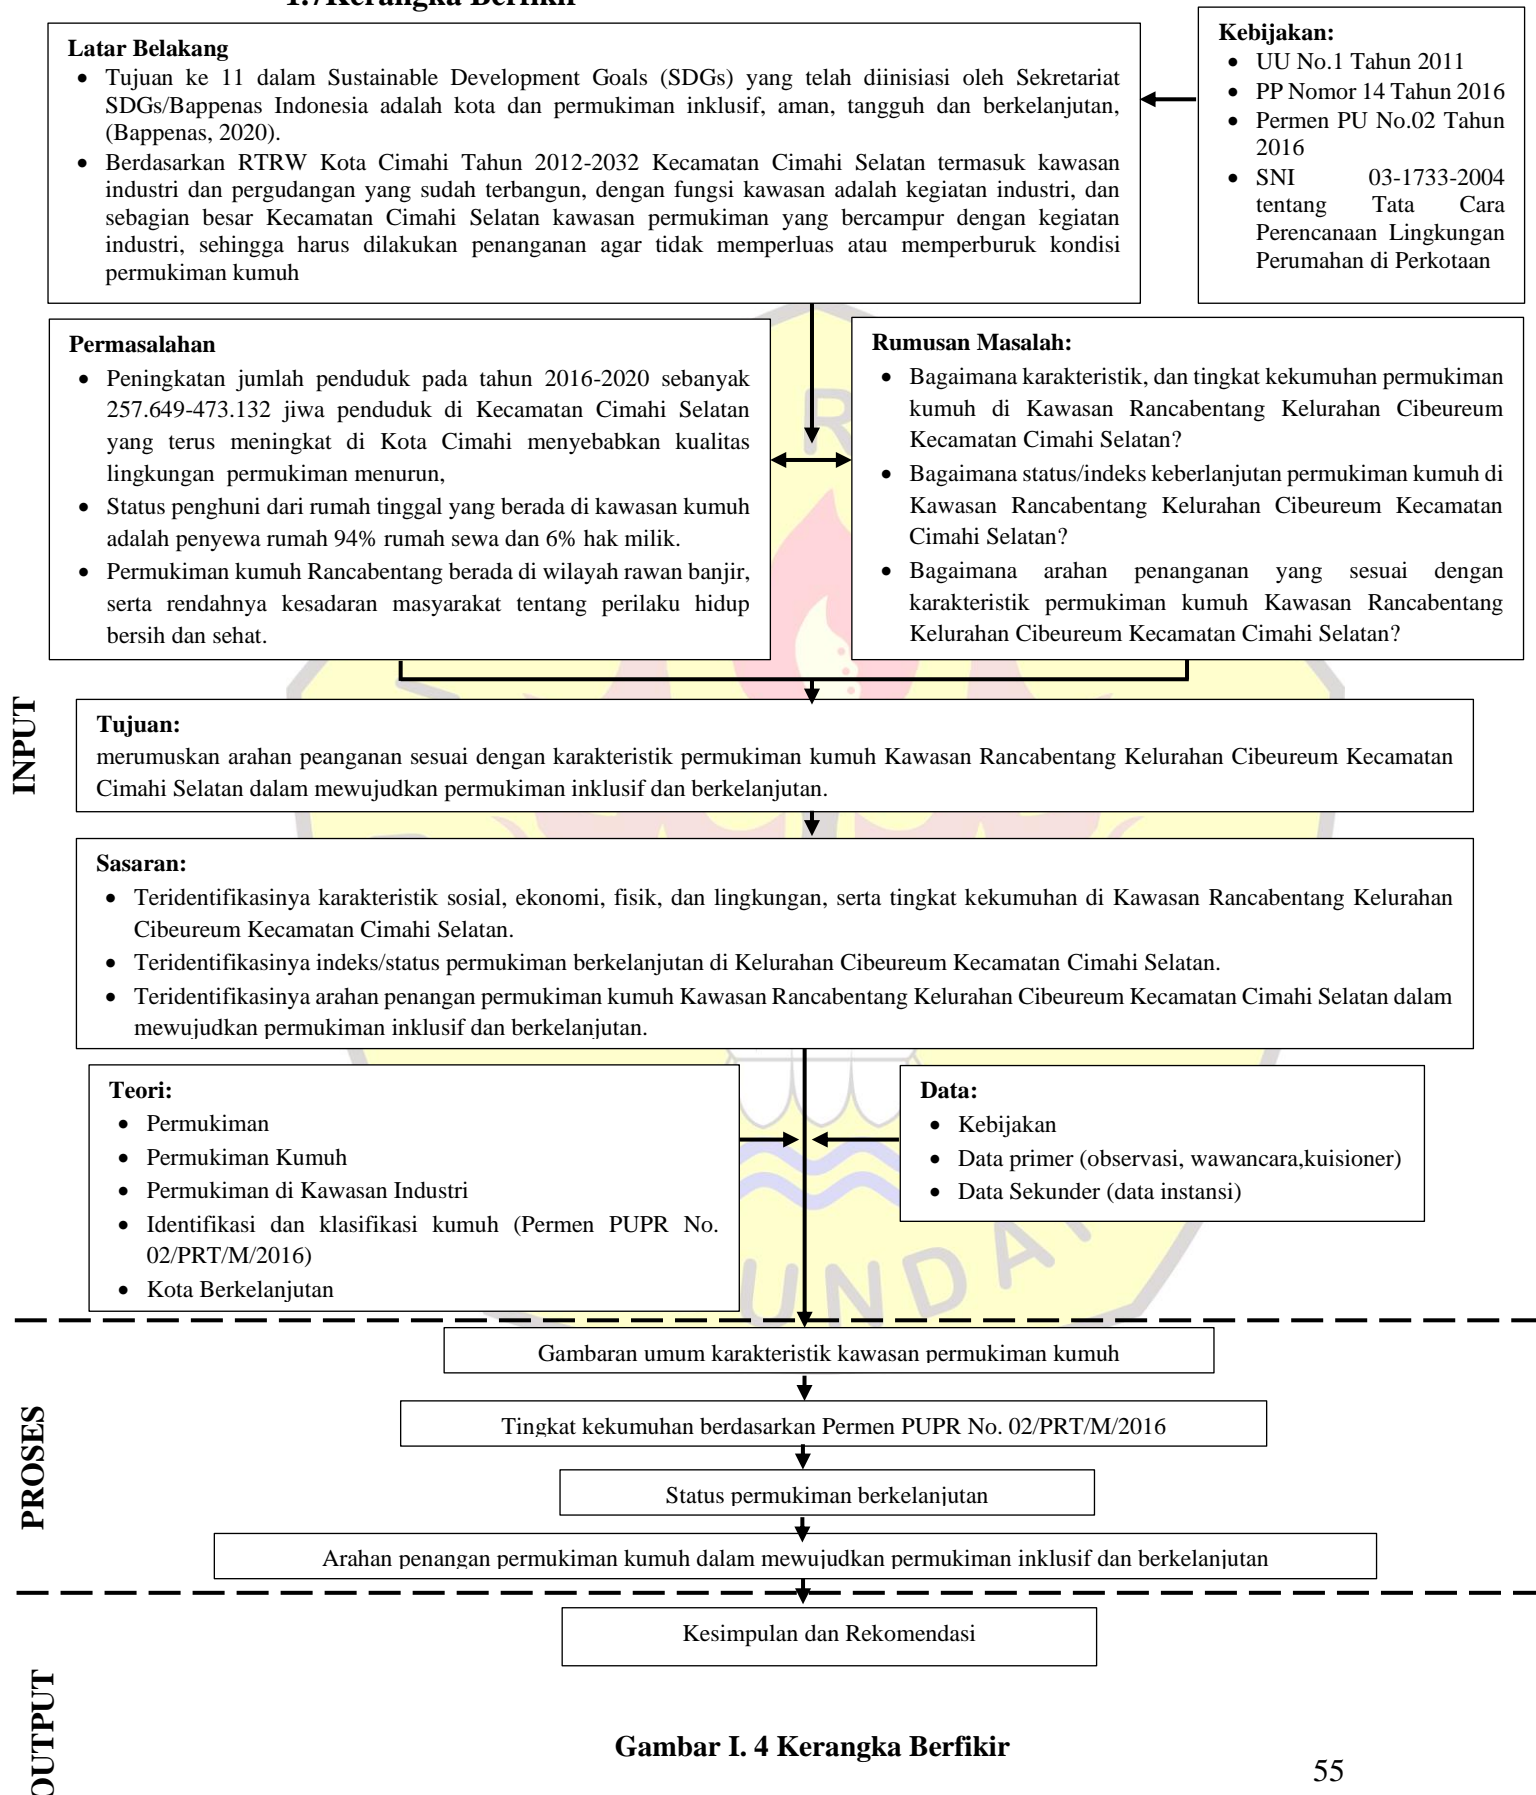 1.7Kerangka Berfikir
Latar Belakang
• Tujuan ke 11 dalam Sustainable Development Goals (SDGs) yang telah diinisiasi oleh Sekretariat
SDGs/Bappenas Indonesia adalah kota dan permukiman inklusif, aman, tangguh dan berkelanjutan,
(Bappenas, 2020).
• Berdasarkan RTRW Kota Cimahi Tahun 2012-2032 Kecamatan Cimahi Selatan termasuk kawasan
industri dan pergudangan yang sudah terbangun, dengan fungsi kawasan adalah kegiatan industri, dan
sebagian besar Kecamatan Cimahi Selatan kawasan permukiman yang bercampur dengan kegiatan
industri, sehingga harus dilakukan penanganan agar tidak memperluas atau memperburuk kondisi
permukiman kumuh
Kebijakan:
• UU No.1 Tahun 2011
• PP Nomor 14 Tahun 2016
• Permen PU No.02 Tahun
2016
• SNI 03-1733-2004
tentang Tata Cara
Perencanaan Lingkungan
Perumahan di Perkotaan
Permasalahan
• Peningkatan jumlah penduduk pada tahun 2016-2020 sebanyak
257.649-473.132 jiwa penduduk di Kecamatan Cimahi Selatan
yang terus meningkat di Kota Cimahi menyebabkan kualitas
lingkungan permukiman menurun,
• Status penghuni dari rumah tinggal yang berada di kawasan kumuh
adalah penyewa rumah 94% rumah sewa dan 6% hak milik.
• Permukiman kumuh Rancabentang berada di wilayah rawan banjir,
serta rendahnya kesadaran masyarakat tentang perilaku hidup
bersih dan sehat.
Rumusan Masalah:
• Bagaimana karakteristik, dan tingkat kekumuhan permukiman
kumuh di Kawasan Rancabentang Kelurahan Cibeureum
Kecamatan Cimahi Selatan?
• Bagaimana status/indeks keberlanjutan permukiman kumuh di
Kawasan Rancabentang Kelurahan Cibeureum Kecamatan
Cimahi Selatan?
• Bagaimana arahan penanganan yang sesuai dengan
karakteristik permukiman kumuh Kawasan Rancabentang
Kelurahan Cibeureum Kecamatan Cimahi Selatan?
INPUT
Tujuan:
merumuskan arahan peanganan sesuai dengan karakteristik permukiman kumuh Kawasan Rancabentang Kelurahan Cibeureum Kecamatan
Cimahi Selatan dalam mewujudkan permukiman inklusif dan berkelanjutan.
Sasaran:
• Teridentifikasinya karakteristik sosial, ekonomi, fisik, dan lingkungan, serta tingkat kekumuhan di Kawasan Rancabentang Kelurahan
Cibeureum Kecamatan Cimahi Selatan.
• Teridentifikasinya indeks/status permukiman berkelanjutan di Kelurahan Cibeureum Kecamatan Cimahi Selatan.
• Teridentifikasinya arahan penangan permukiman kumuh Kawasan Rancabentang Kelurahan Cibeureum Kecamatan Cimahi Selatan dalam
mewujudkan permukiman inklusif dan berkelanjutan.
Teori:
• Permukiman
• Permukiman Kumuh
• Permukiman di Kawasan Industri
• Identifikasi dan klasifikasi kumuh (Permen PUPR No.
02/PRT/M/2016)
• Kota Berkelanjutan
Data:
• Kebijakan
• Data primer (observasi, wawancara,kuisioner)
• Data Sekunder (data instansi)
PROSES
Gambaran umum karakteristik kawasan permukiman kumuh
Tingkat kekumuhan berdasarkan Permen PUPR No. 02/PRT/M/2016
Status permukiman berkelanjutan
Arahan penangan permukiman kumuh dalam mewujudkan permukiman inklusif dan berkelanjutan
OUTPUT
Kesimpulan dan Rekomendasi
Gambar I. 4 Kerangka Berfikir
55